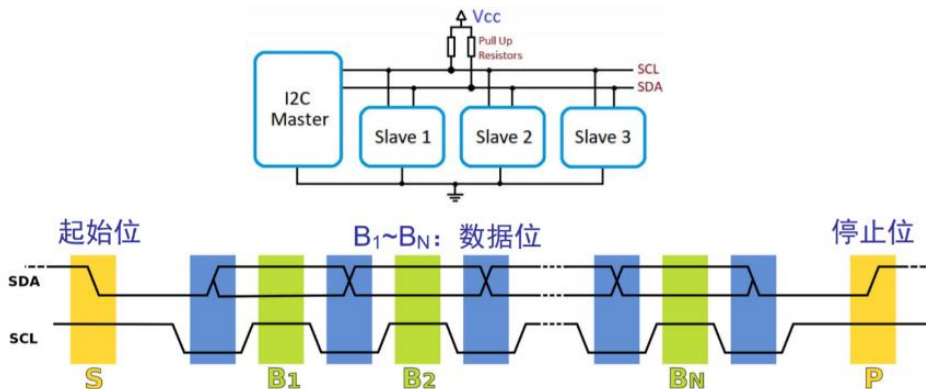 Vcc
Pull Up
Resistors
SCL
SDA
I2C
Master
Slave 1
Slave 2
Slave 3
起始位
B₁~B_N：数据位
停止位
SDA
SCL
S
B1
B2
BN
P